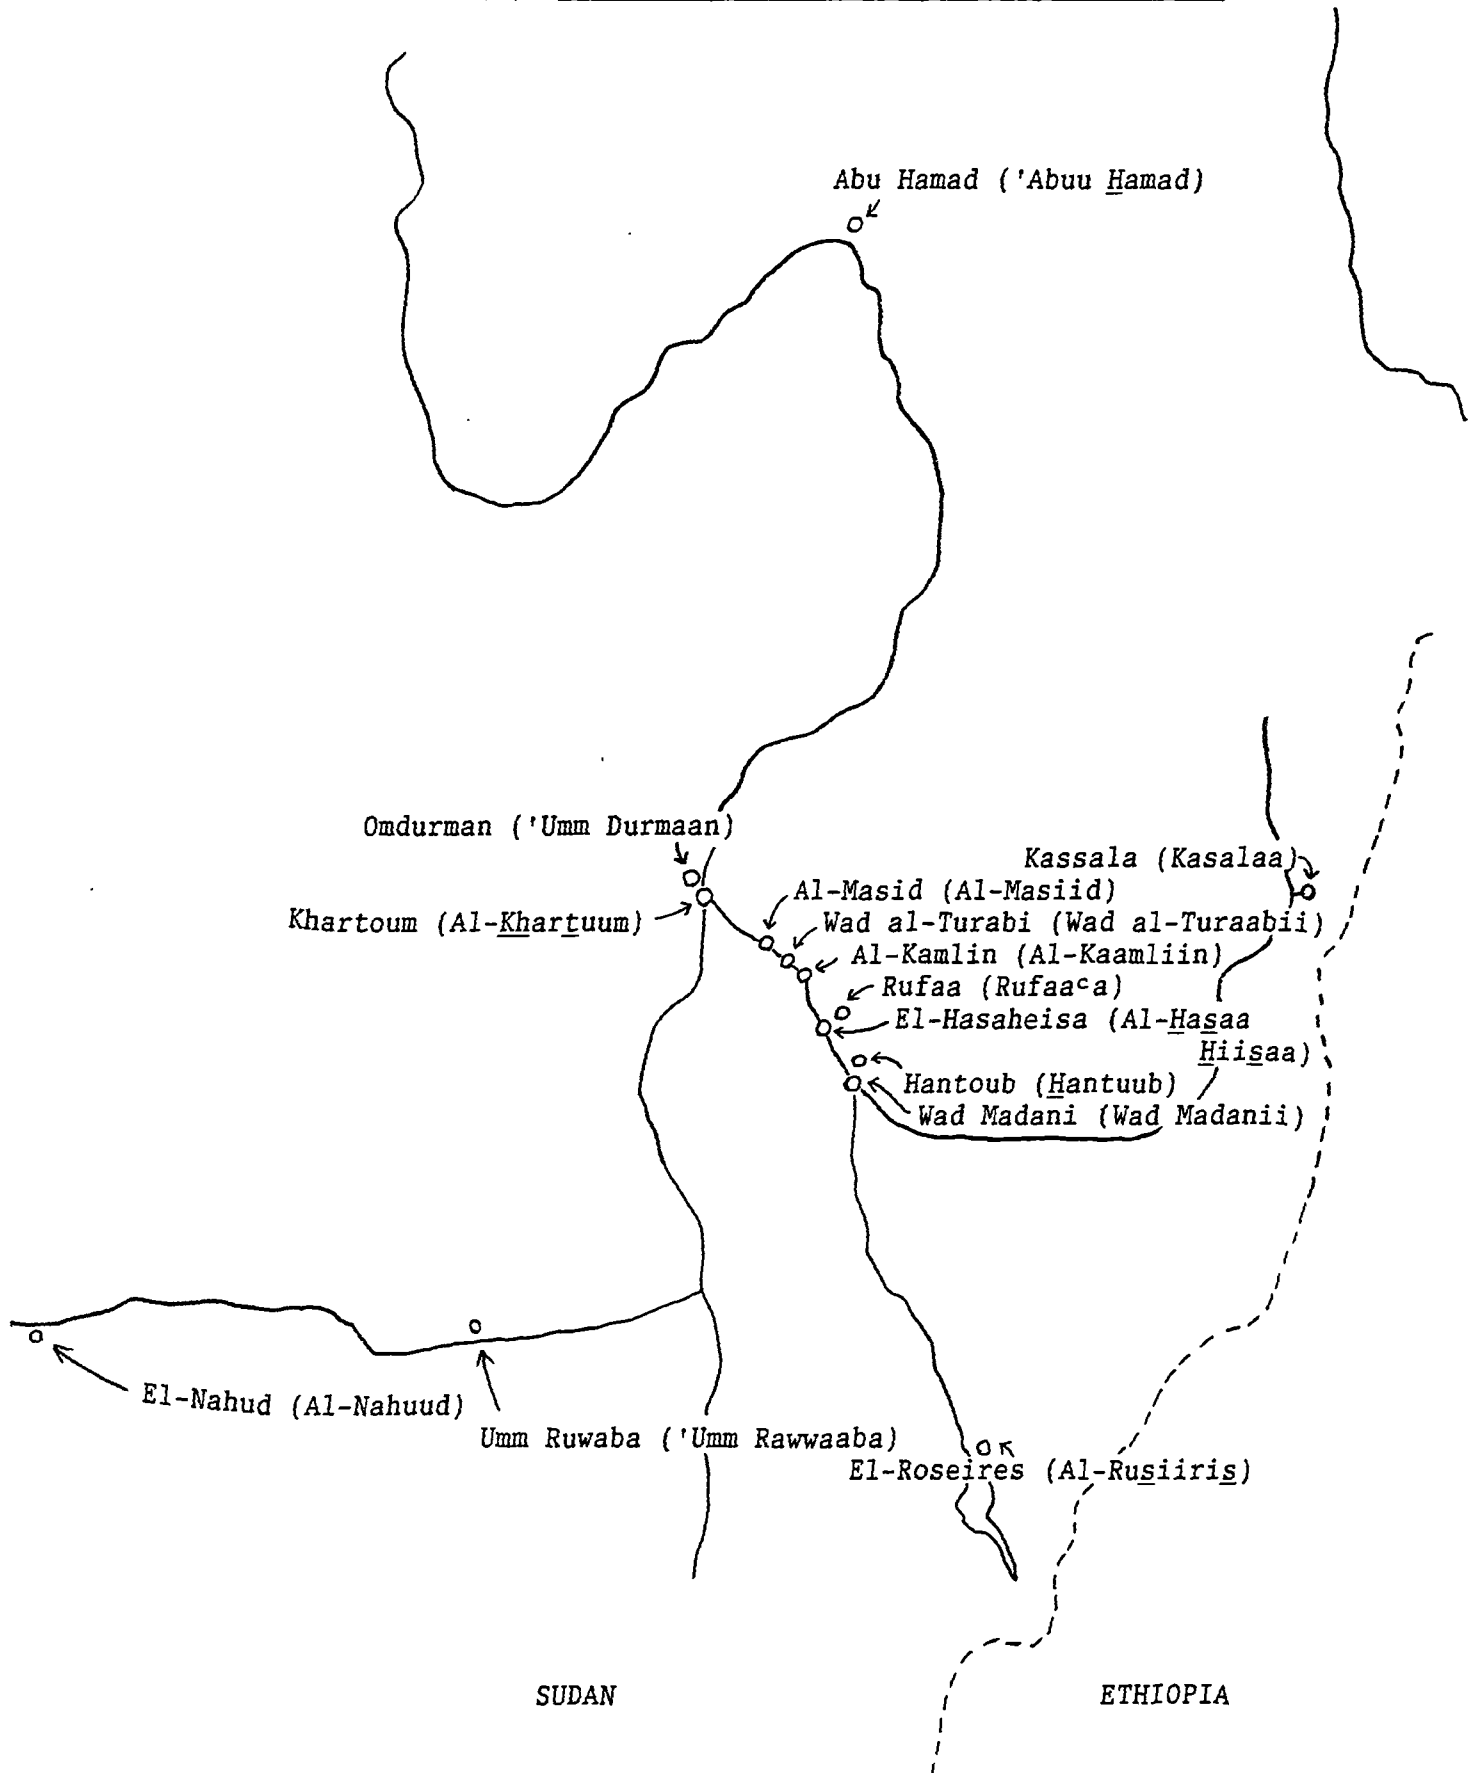 Abu Hamad ('Abuu Hamad)
Omdurman ('Umm Durmaan)
Kassala (Kasalaa)
Al-Masid (Al-Masiid)
Khartoum (Al-Khartuum)
Wad al-Turabi (Wad al-Turaabii)
Al-Kamlin (Al-Kaamliin)
Rufaa (Rufaaᶜa)
El-Hasaheisa (Al-Hasaa
Hiisaa)
Hantoub (Hantuub)
Wad Madani (Wad Madanii)
El-Nahud (Al-Nahuud)
Umm Ruwaba ('Umm Rawwaaba)
El-Roseires (Al-Rusiiris)
SUDAN
ETHIOPIA